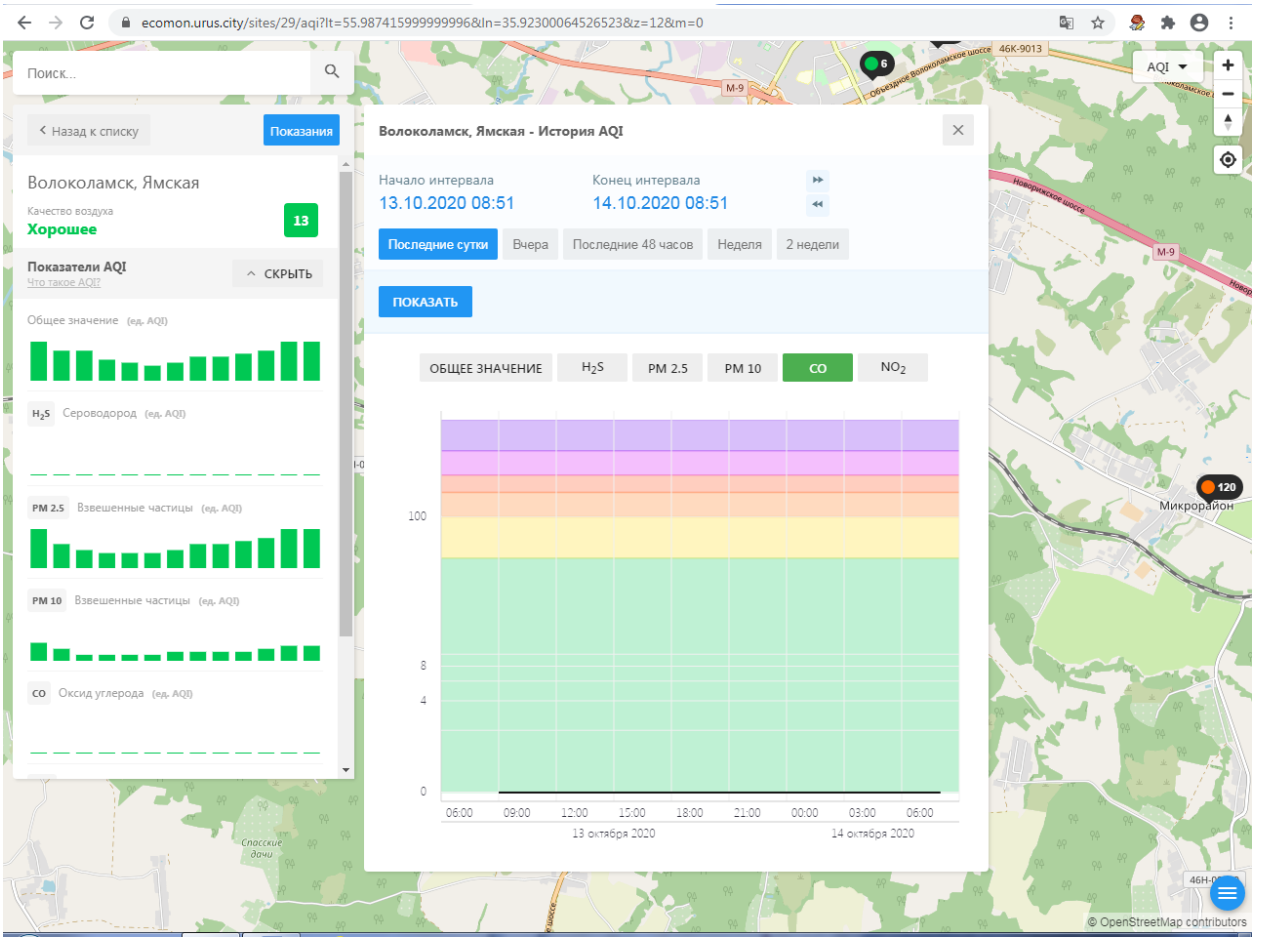 ecomon.urus.city/sites/29/aqi?lt=55.9874159999999996&ln=35.92300064526523&z=12&m=0
Поиск...
6
46К-9013
Объездное Волоколамское шоссе
М-9
AQI
Назад к списку
Показания
Волоколамск, Ямская - История AQI
Волоколамск, Ямская
Качество воздуха
Хорошее
13
Начало интервала
Конец интервала
13.10.2020 08:51
14.10.2020 08:51
Новорижское шоссе
Последние сутки
Вчера
Последние 48 часов
Неделя
2 недели
М-9
Показатели AQI
Что такое AQI?
СКРЫТЬ
ПОКАЗАТЬ
Общее значение (ед. AQI)
ОБЩЕЕ ЗНАЧЕНИЕ
H₂S
PM 2.5
PM 10
CO
NO₂
H₂S Сероводород (ед. AQI)
120
Микрорайон
PM 2.5 Взвешенные частицы (ед. AQI)
100
PM 10 Взвешенные частицы (ед. AQI)
8
CO Оксид углерода (ед. AQI)
4
0
06:00 09:00 12:00 15:00 18:00 21:00 00:00 03:00 06:00
13 октября 2020
14 октября 2020
Спасские
дачи
© OpenStreetMap contributors